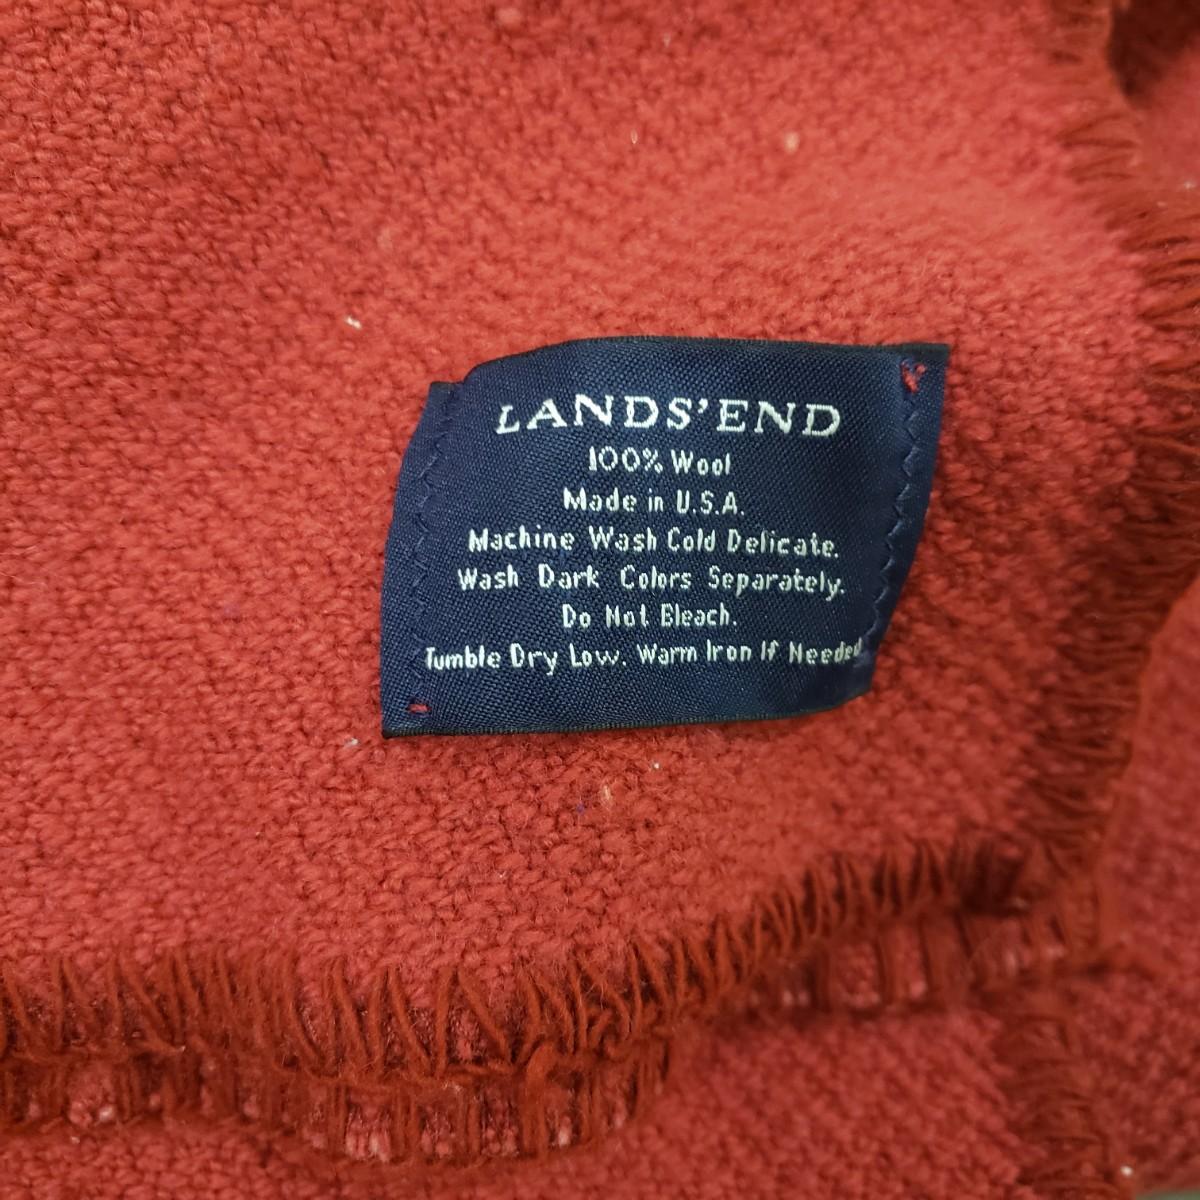 LANDS'END
100% Wool
Made in U.S.A.
Machine Wash Cold Delicate.
Wash Dark Colors Separately.
Do Not Bleach.
Tumble Dry Low. Warm Iron If Needed